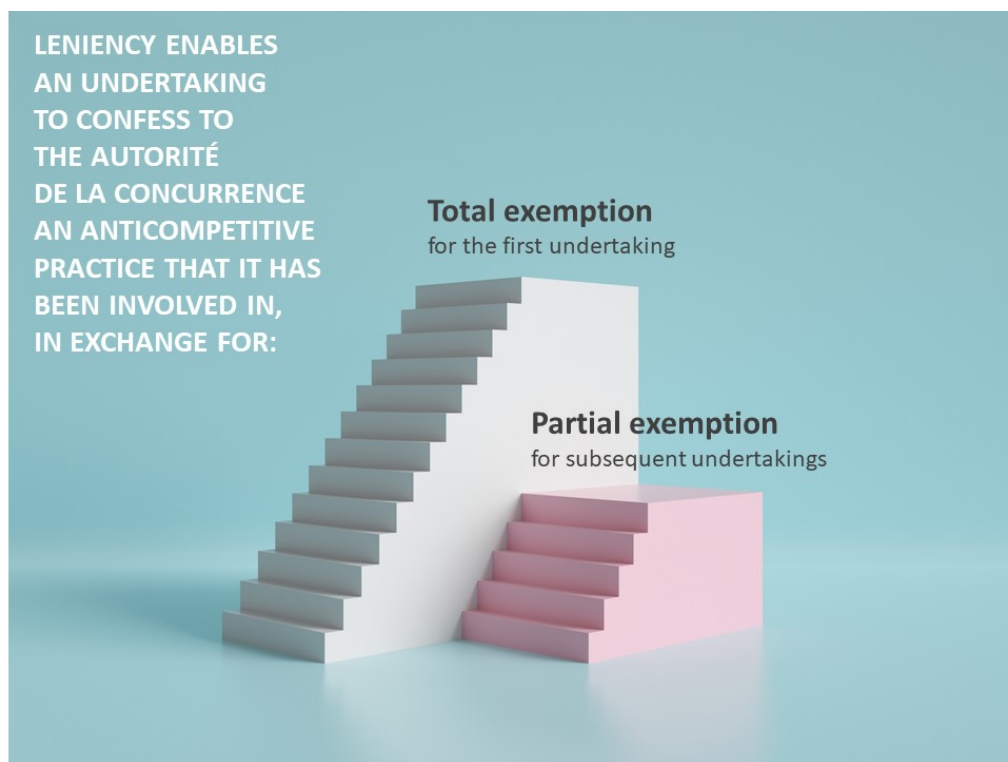 LENIENCY ENABLES
AN UNDERTAKING
TO CONFESS TO
THE AUTORITÉ
DE LA CONCURRENCE
AN ANTICOMPETITIVE
PRACTICE THAT IT HAS
BEEN INVOLVED IN,
IN EXCHANGE FOR:
Total exemption
for the first undertaking
Partial exemption
for subsequent undertakings